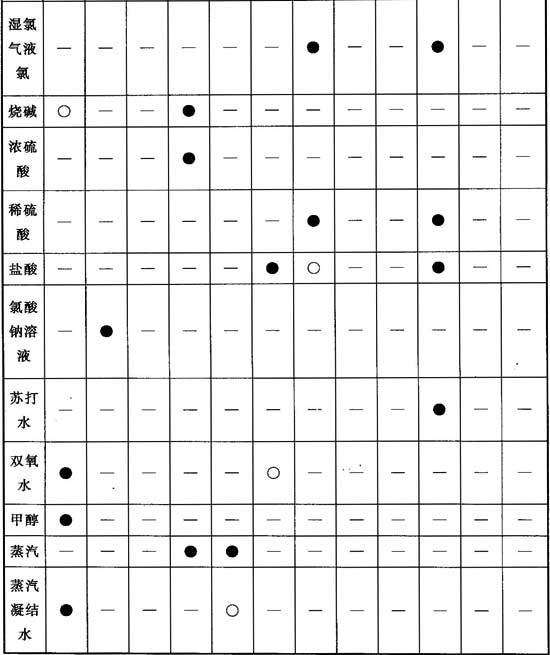 湿氯
气液 — — — — — — ● — — ● — —
氯
烧碱 ○ — — ● — — — — — — — —
浓硫
酸 — — — ● — — — — — — — —
稀硫
酸 — — — — — — ● — — ● — —
盐酸 — — — — — ● ○ — — ● — —
氯酸
钠溶 — ● — — — — — — — — — —
液
苏打
水 — — — — — — — — — ● — —
双氧
水 ● — — — — ○ — — — — — —
甲醇 ● — — — — — — — — — — —
蒸汽 — — — ● ● — — — — — — —
蒸汽
凝结 ● — — — ○ — — — — — — —
水